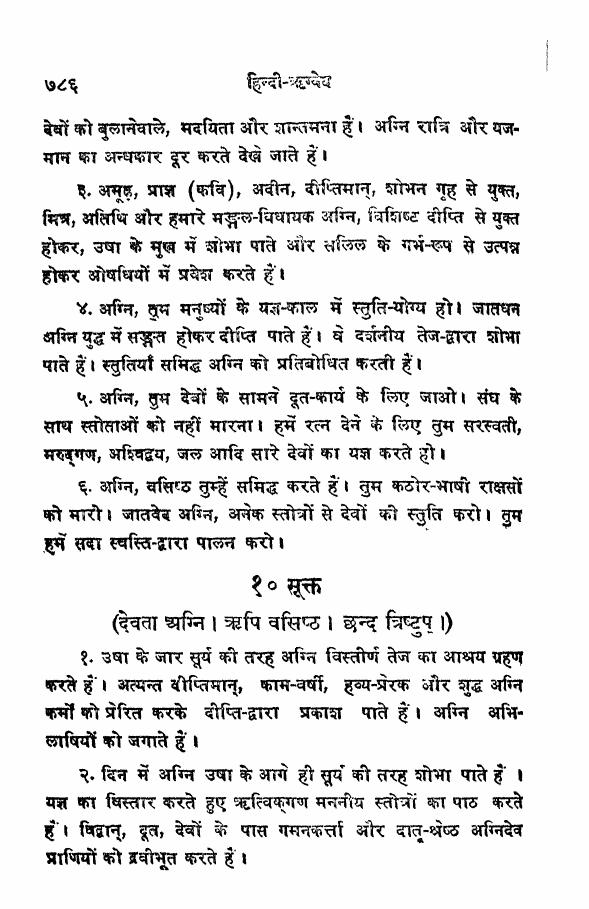 ७८६ हिन्दी-ऋग्वेद
देवों को बुलानेवाले, मदयिता और शान्तमना हैं। अग्नि रात्रि और यज-
मान का अन्धकार दूर करते देखे जाते हैं।
३. अमूढ़, प्राज्ञ (कवि), अदीन, दीप्तिमान्, शोभन गृह से युक्त,
मित्र, अतिथि और हमारे मङ्गल-विधायक अग्नि, विशिष्ट दीप्ति से युक्त
होकर, उषा के मुख में शोभा पाते और सलिल के गर्भ-रूप से उत्पन्न
होकर ओषधियों में प्रवेश करते हैं।
४. अग्नि, तुम मनुष्यों के यज्ञ-काल में स्तुति-योग्य हो। जातधन
अग्नि युद्ध में सङ्गत होकर दीप्ति पाते हैं। वे दर्शनीय तेज-द्वारा शोभा
पाते हैं। स्तुतियाँ समिद्ध अग्नि को प्रतिबोधित करती हैं।
५. अग्नि, तुम देवों के सामने दूत-कार्य के लिए जाओ। संघ के
साथ स्तोताओं को नहीं मारना। हमें रत्न देने के लिए तुम सरस्वती,
मरुद्गण, अश्विद्वय, जल आदि सारे देवों का यज्ञ करते हो।
६. अग्नि, वसिष्ठ तुम्हें समिद्ध करते हैं। तुम कठोर-भाषी राक्षसों
को मारो। जातवेद अग्नि, अनेक स्तोत्रों से देवों की स्तुति करो। तुम
हमें सदा स्वस्ति-द्वारा पालन करो।
१० सूक्त
(देवता अग्नि। ऋषि वसिष्ठ। छन्द त्रिष्टुप्।)
१. उषा के जार सूर्य की तरह अग्नि विस्तीर्ण तेज का आश्रय ग्रहण
करते हैं। अत्यन्त दीप्तिमान्, काम-वर्षी, हव्य-प्रेरक और शुद्ध अग्नि
कर्मों को प्रेरित करके दीप्ति-द्वारा प्रकाश पाते हैं। अग्नि अभि-
लाषियों को जगाते हैं।
२. दिन में अग्नि उषा के आगे ही सूर्य की तरह शोभा पाते हैं।
यज्ञ का विस्तार करते हुए ऋत्विक्गण मननीय स्तोत्रों का पाठ करते
हैं। विद्वान्, दूत, देवों के पास गमनकर्त्ता और दातृ-श्रेष्ठ अग्निदेव
प्राणियों को द्रवीभूत करते हैं।